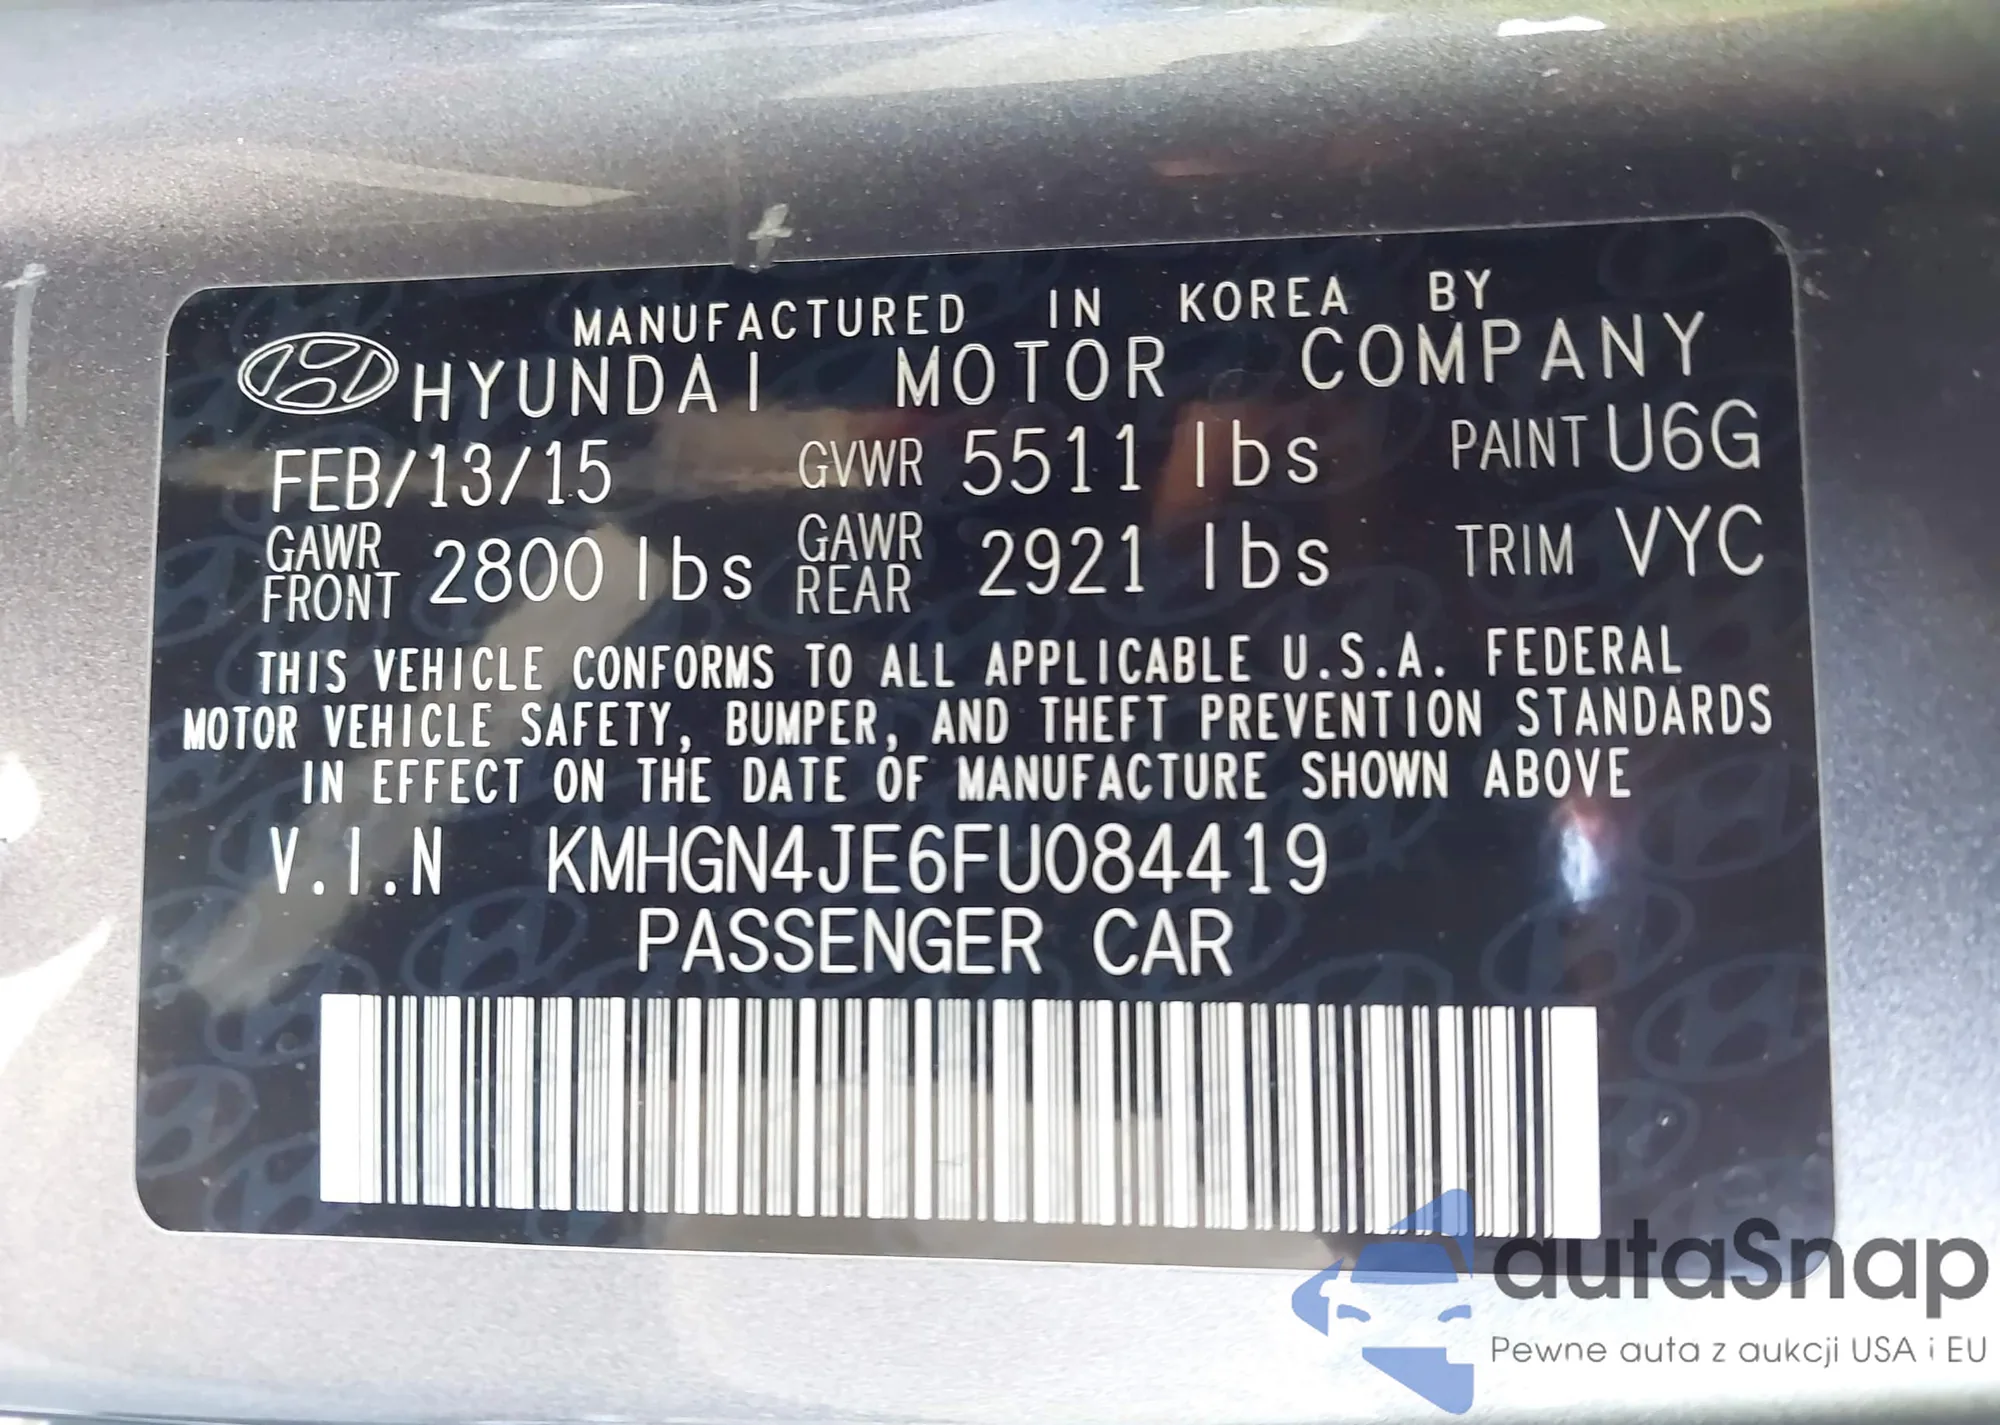 MANUFACTURED IN KOREA BY
HYUNDAI MOTOR COMPANY
FEB/13/15 GVWR 5511 lbs PAINT U6G
GAWR FRONT 2800 lbs GAWR REAR 2921 lbs TRIM VYC
THIS VEHICLE CONFORMS TO ALL APPLICABLE U.S.A. FEDERAL
MOTOR VEHICLE SAFETY, BUMPER, AND THEFT PREVENTION STANDARDS
IN EFFECT ON THE DATE OF MANUFACTURE SHOWN ABOVE
V.I.N KMHGN4JE6FU084419
PASSENGER CAR
autaSnap
Pewne auta z aukcji USA i EU